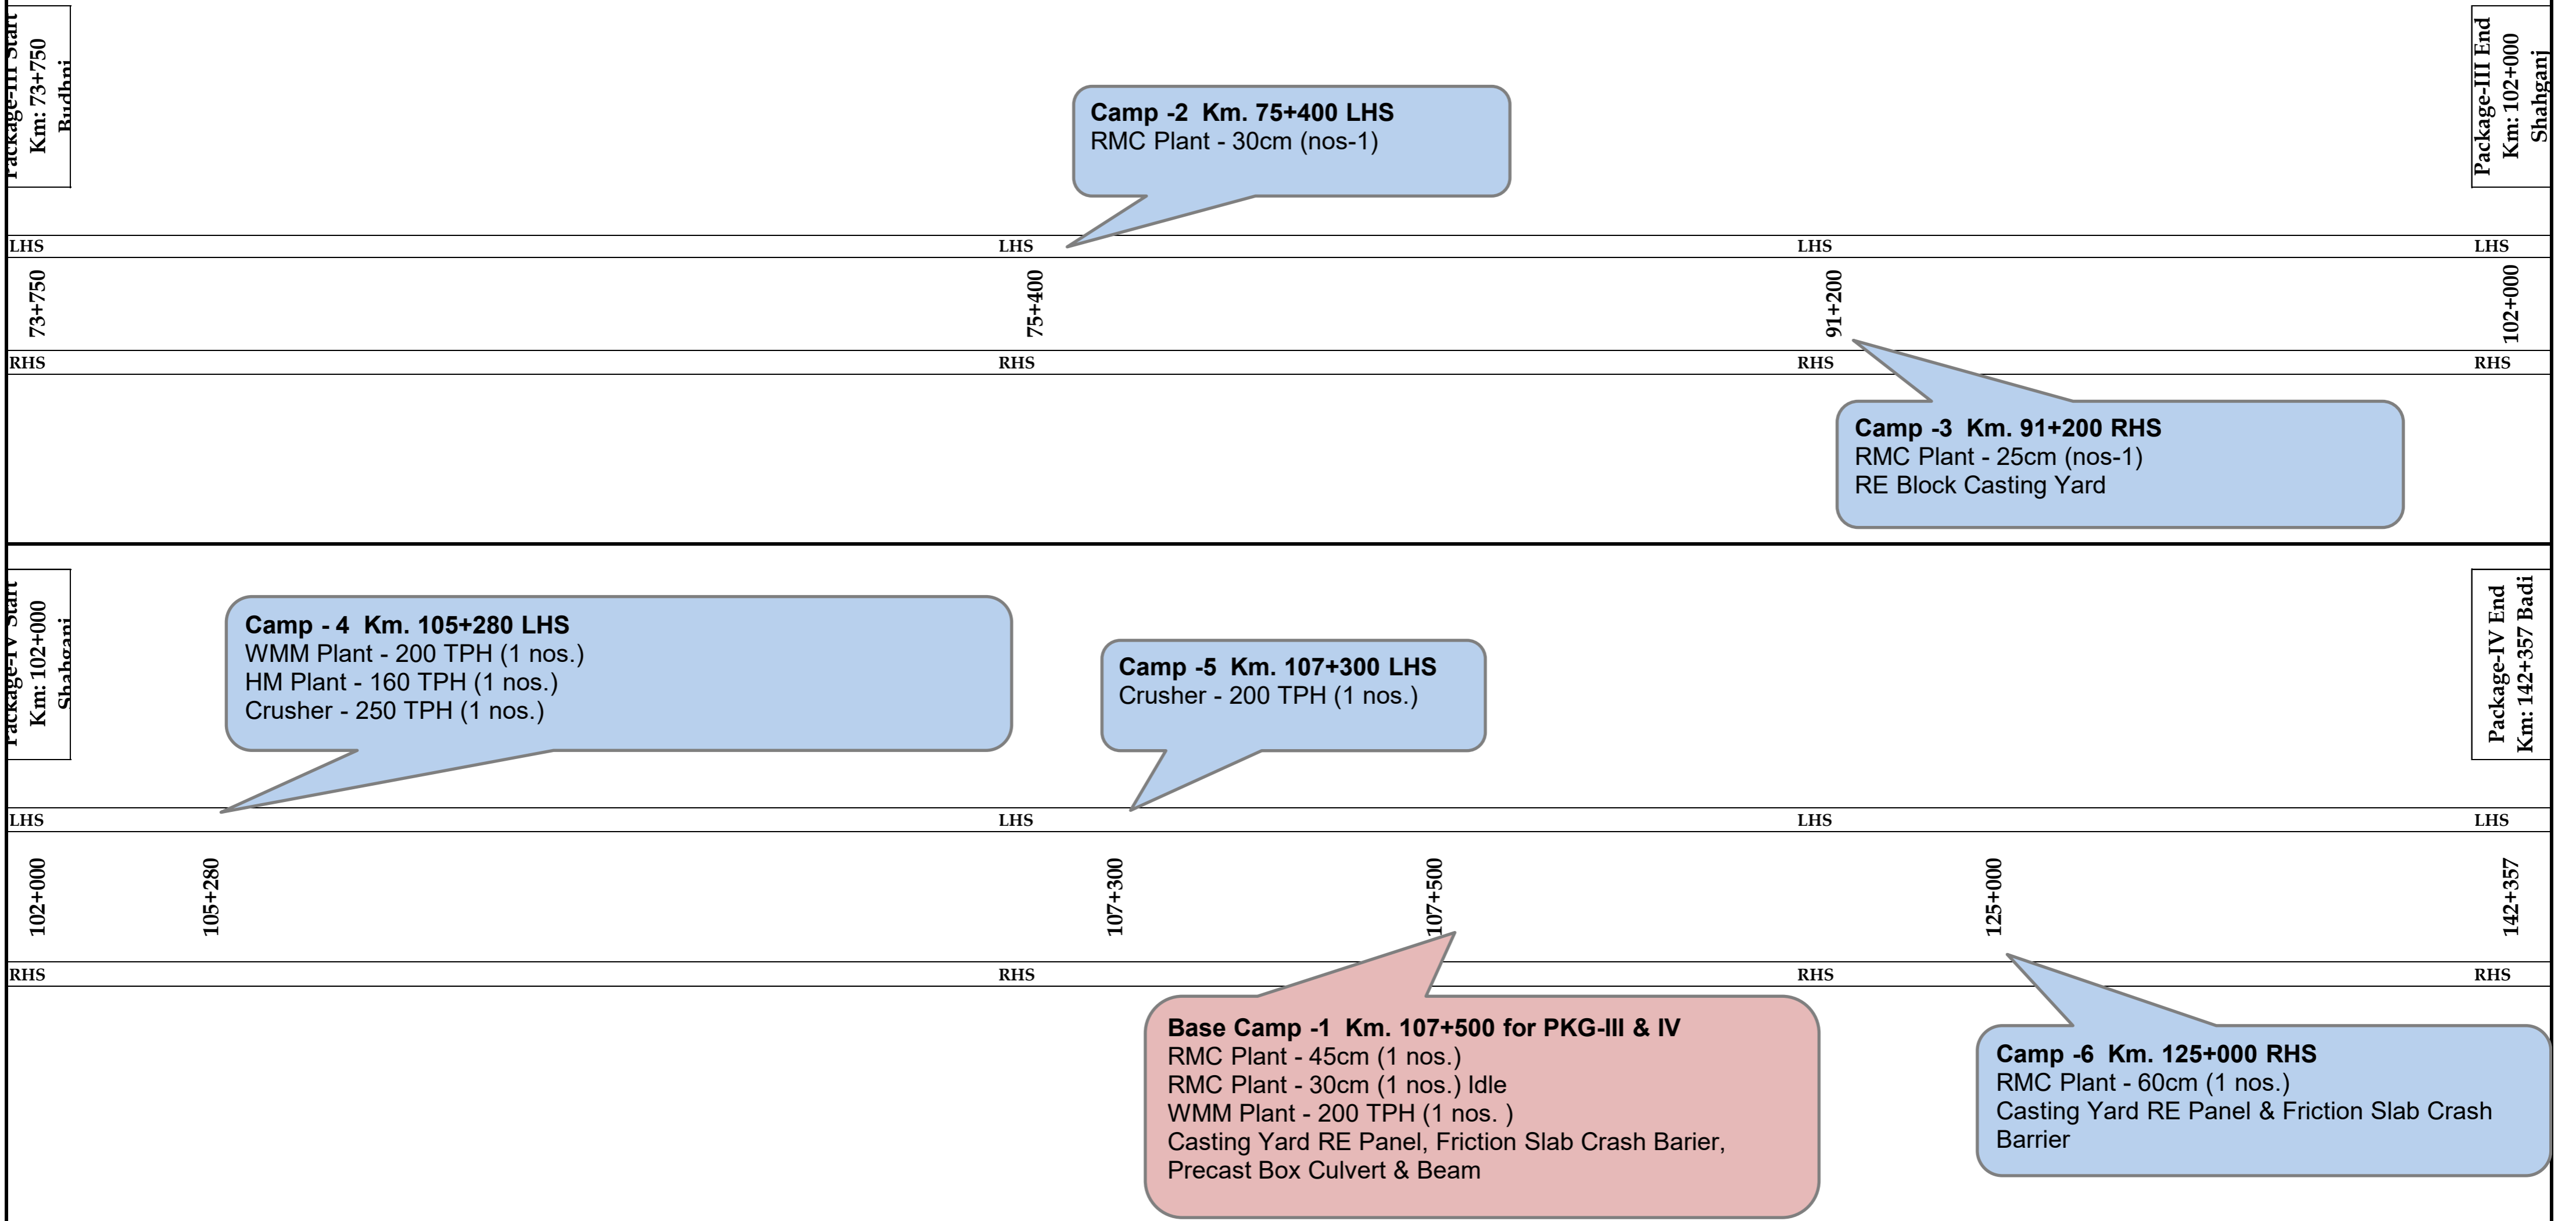 Package-III Start
Km: 73+750
Budhni
Package-III End
Km: 102+000
Shahganj
Camp -2  Km. 75+400 LHS
RMC Plant - 30cm (nos-1)
LHS LHS LHS LHS
73+750 75+400 91+200 102+000
RHS RHS RHS RHS
Camp -3  Km. 91+200 RHS
RMC Plant - 25cm (nos-1)
RE Block Casting Yard
Package-IV Start
Km: 102+000
Shahganj
Package-IV End
Km: 142+357 Badi
Camp - 4  Km. 105+280 LHS
WMM Plant - 200 TPH (1 nos.)
HM Plant - 160 TPH (1 nos.)
Crusher - 250 TPH (1 nos.)
Camp -5  Km. 107+300 LHS
Crusher - 200 TPH (1 nos.)
LHS LHS LHS LHS
102+000 105+280 107+300 107+500 125+000 142+357
RHS RHS RHS RHS
Base Camp -1  Km. 107+500 for PKG-III & IV
RMC Plant - 45cm (1 nos.)
RMC Plant - 30cm (1 nos.) Idle
WMM Plant - 200 TPH (1 nos. )
Casting Yard RE Panel, Friction Slab Crash Barier,
Precast Box Culvert & Beam
Camp -6  Km. 125+000 RHS
RMC Plant - 60cm (1 nos.)
Casting Yard RE Panel & Friction Slab Crash
Barrier